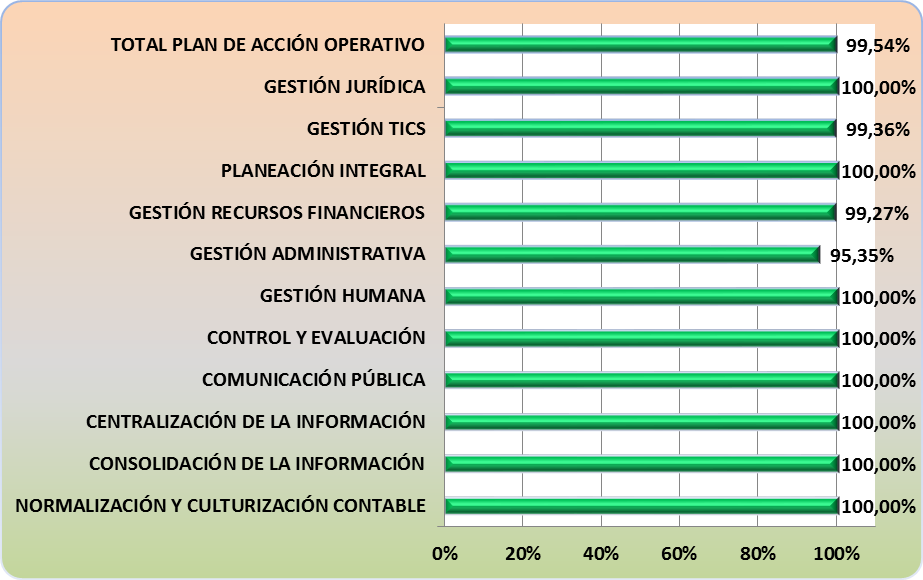 TOTAL PLAN DE ACCIÓN OPERATIVO 99,54%
GESTIÓN JURÍDICA 100,00%
GESTIÓN TICS 99,36%
PLANEACIÓN INTEGRAL 100,00%
GESTIÓN RECURSOS FINANCIEROS 99,27%
GESTIÓN ADMINISTRATIVA 95,35%
GESTIÓN HUMANA 100,00%
CONTROL Y EVALUACIÓN 100,00%
COMUNICACIÓN PÚBLICA 100,00%
CENTRALIZACIÓN DE LA INFORMACIÓN 100,00%
CONSOLIDACIÓN DE LA INFORMACIÓN 100,00%
NORMALIZACIÓN Y CULTURIZACIÓN CONTABLE 100,00%
0% 20% 40% 60% 80% 100%